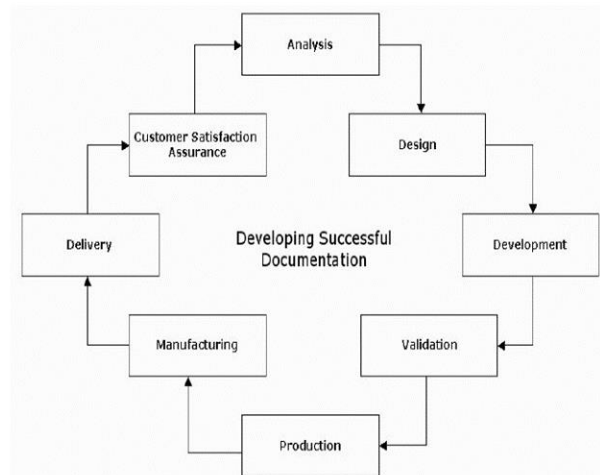 Analysis
Customer Satisfaction
Assurance
Design
Delivery
Developing Successful
Documentation
Development
Manufacturing
Validation
Production